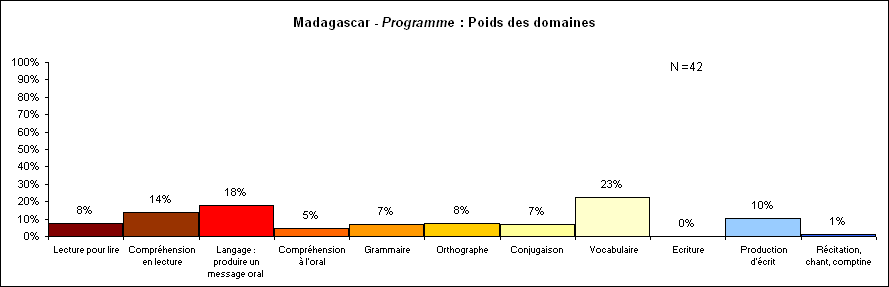 Madagascar - Programme : Poids des domaines
N =42
100%
90%
80%
70%
60%
50%
40%
30%
20%
10%
0%
8%
14%
18%
5%
7%
8%
7%
23%
0%
10%
1%
Lecture pour lire
Compréhension
en lecture
Langage :
produire un
message oral
Compréhension
à l'oral
Grammaire
Orthographe
Conjugaison
Vocabulaire
Ecriture
Production
d'écrit
Récitation,
chant, comptine